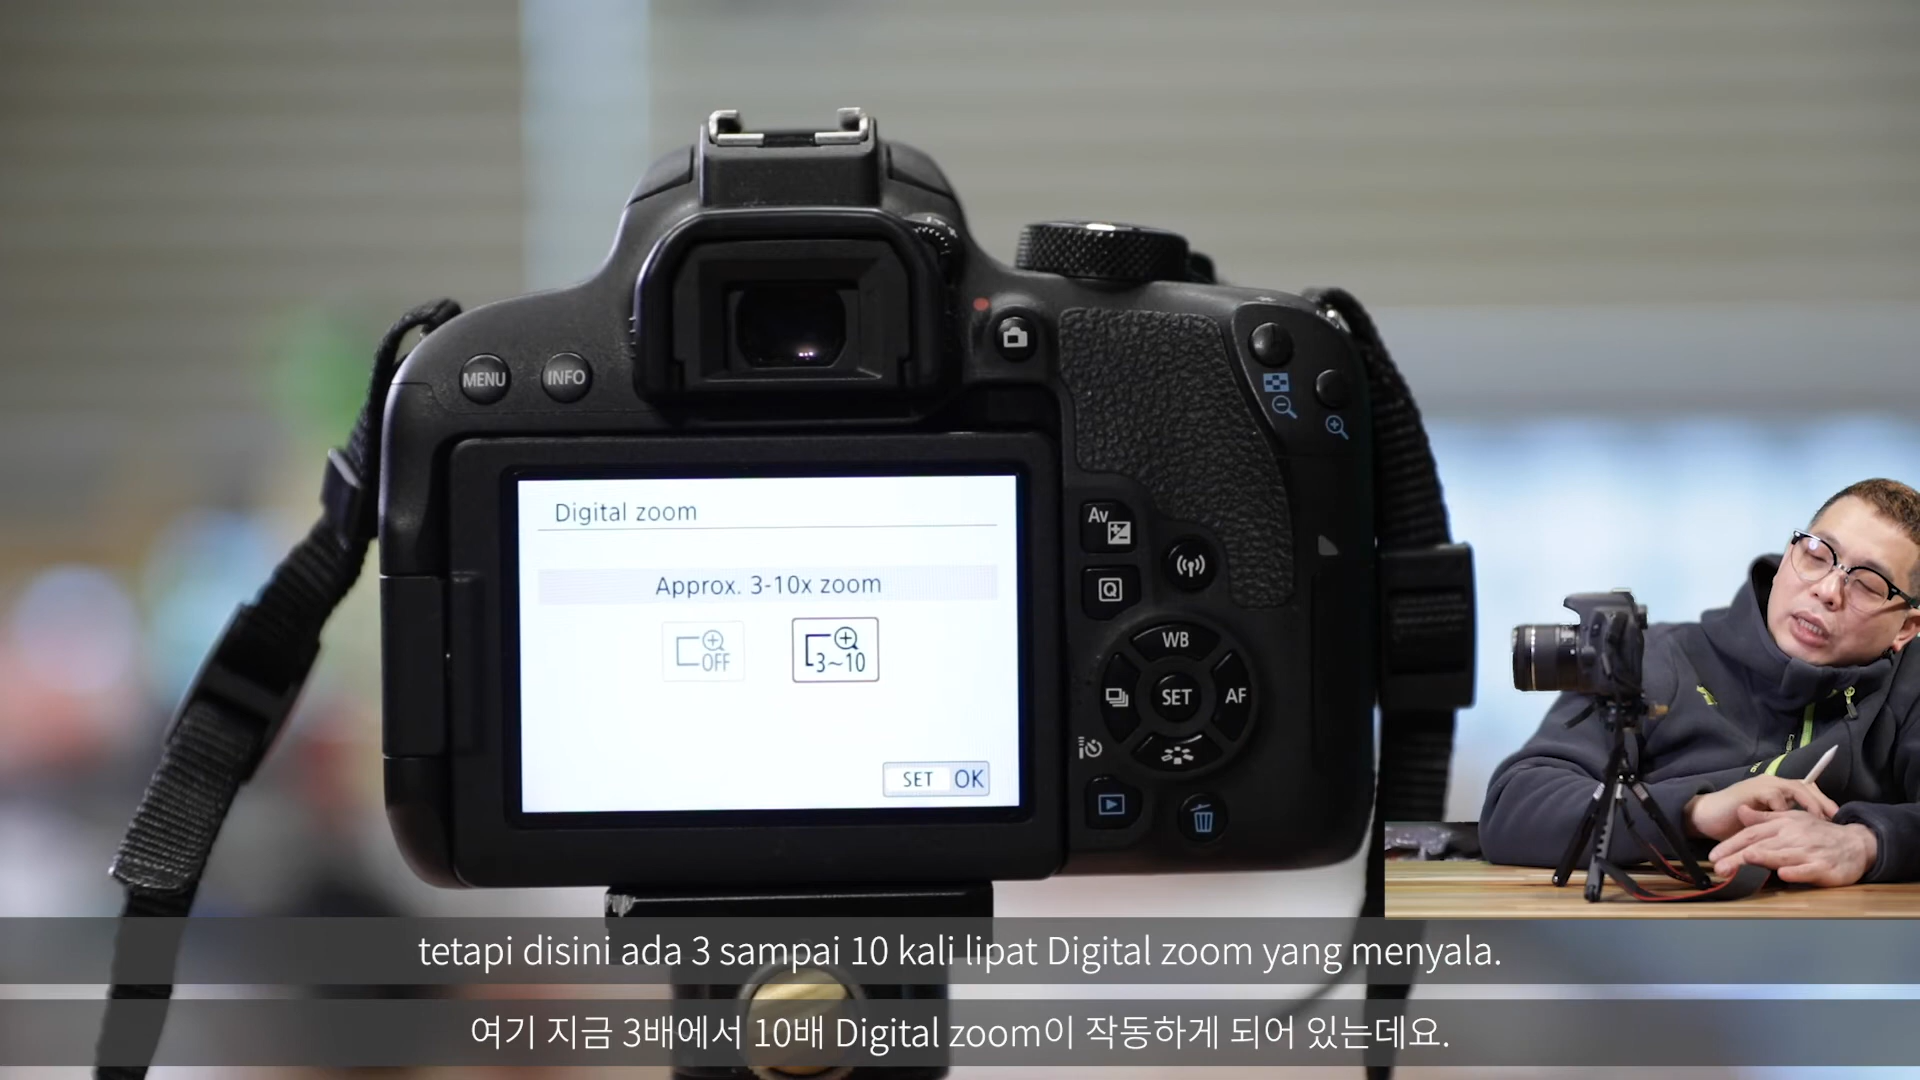 MENU
INFO
Digital zoom
Approx. 3-10x zoom
OFF
3~10
SET OK
Av
Q
WB
SET
AF
tetapi disini ada 3 sampai 10 kali lipat Digital zoom yang menyala.
여기 지금 3배에서 10배 Digital zoom이 작동하게 되어 있는데요.